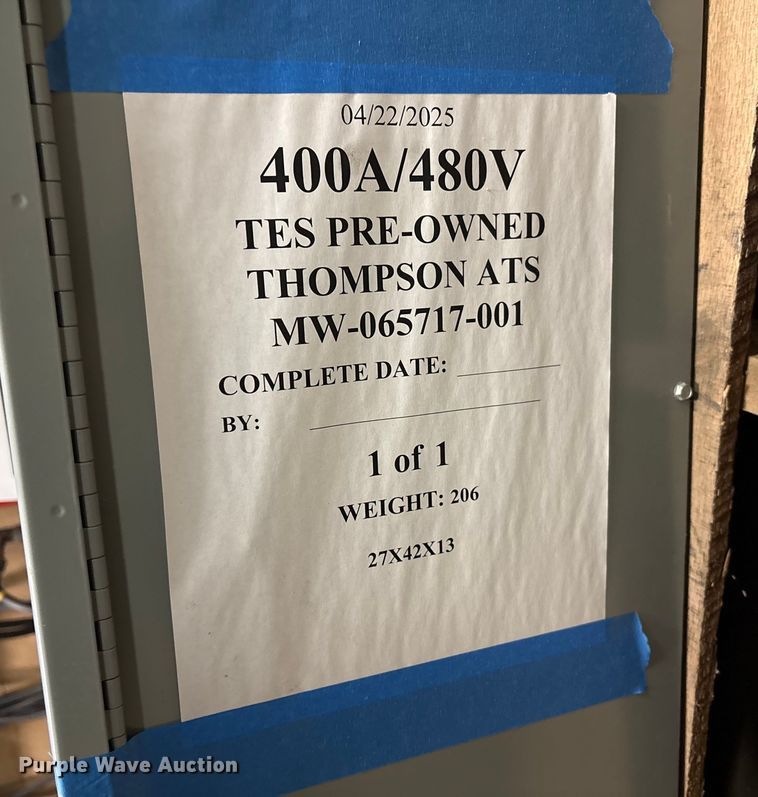 04/22/2025
400A/480V
TES PRE-OWNED
THOMPSON ATS
MW-065717-001
COMPLETE DATE:
BY:
1 of 1
WEIGHT: 206
27X42X13
Purple Wave Auction